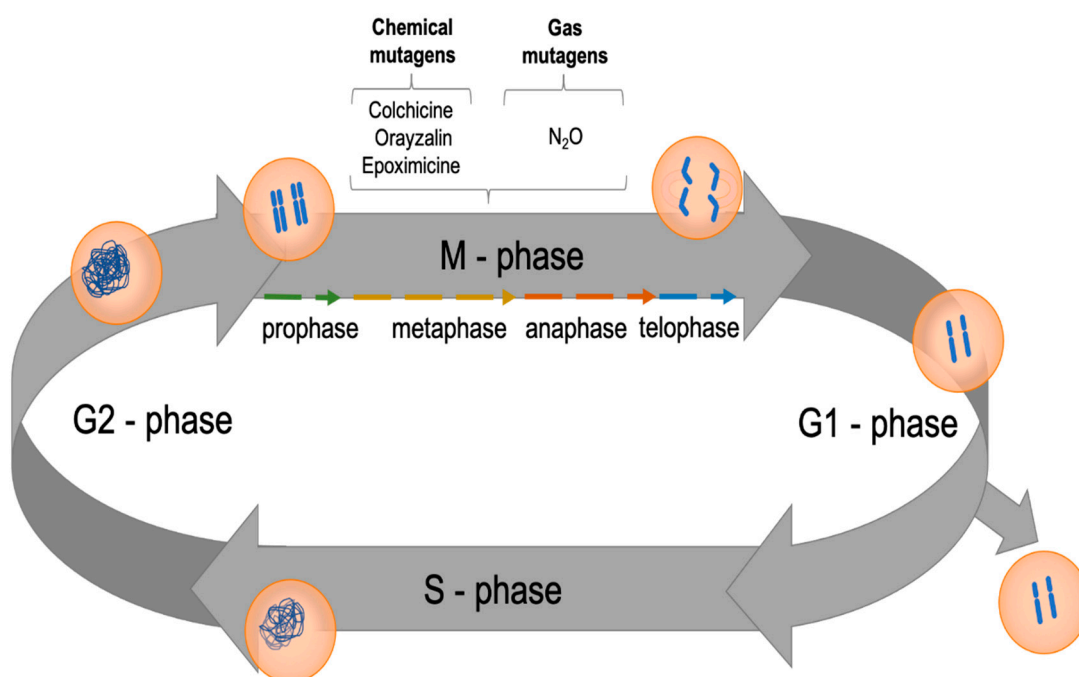 Chemical
mutagens
Gas
mutagens
Colchicine
Orayzalin
Epoximicine
N₂O
M - phase
prophase
metaphase
anaphase
telophase
G2 - phase
G1 - phase
S - phase